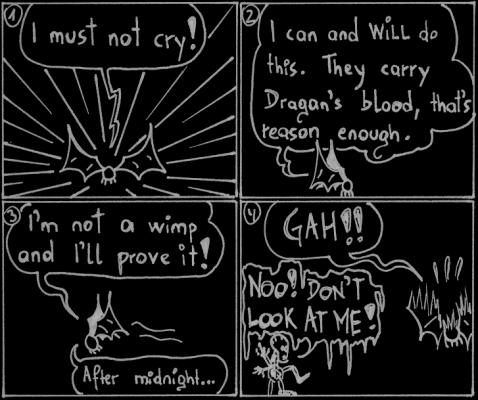 1
I must not cry!
2
I can and WiLL do
this. They carry
Dragan's blood, that's
reason enough.
3
I'm not a wimp
and I'll prove it!
After midnight...
4
GAH!!
NOO! DON'T
LOOK AT ME!